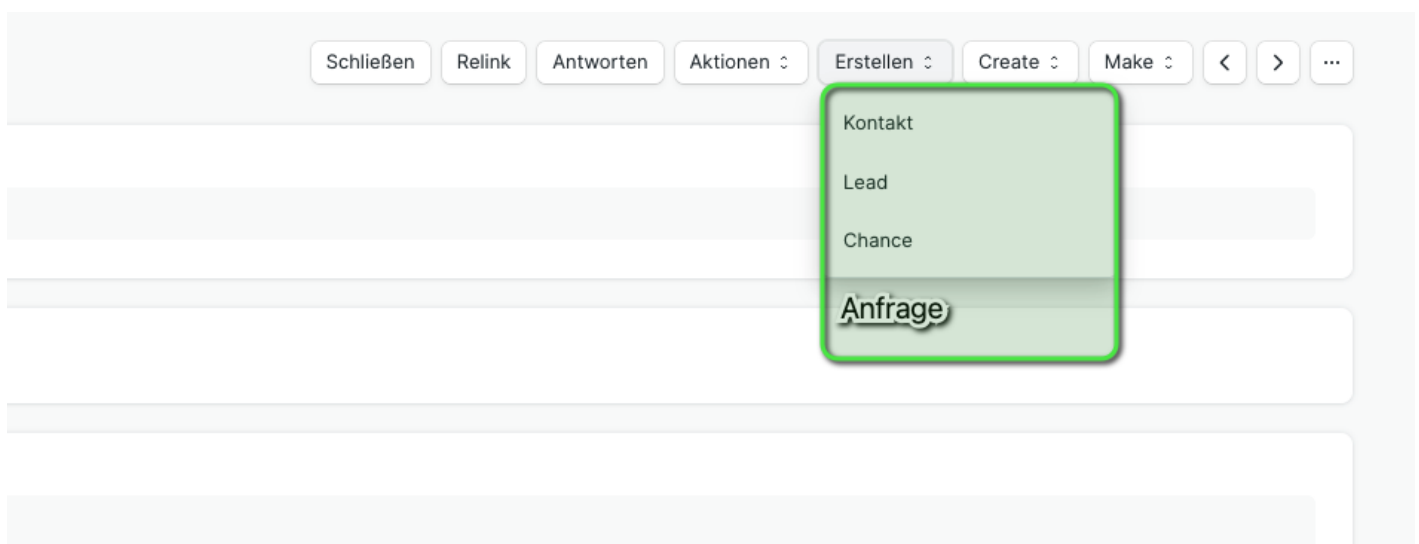 Schließen Relink Antworten Aktionen Erstellen Create Make ...
Kontakt
Lead
Chance
Anfrage